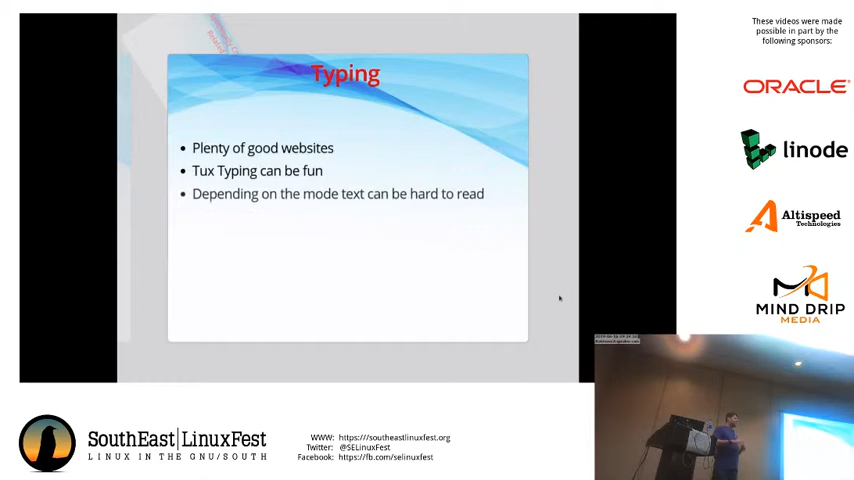 These videos were made
possible in part by the
following sponsors:
ORACLE
linode
Altispeed
Technologies
MIND DRIP
MEDIA
Typing
• Plenty of good websites
• Tux Typing can be fun
• Depending on the mode text can be hard to read
SouthEast|LinuxFest
LINUX IN THE GNU/SOUTH
WWW: https:///southeastlinuxfest.org
Twitter: @SELinuxFest
Facebook: https://fb.com/selinuxfest